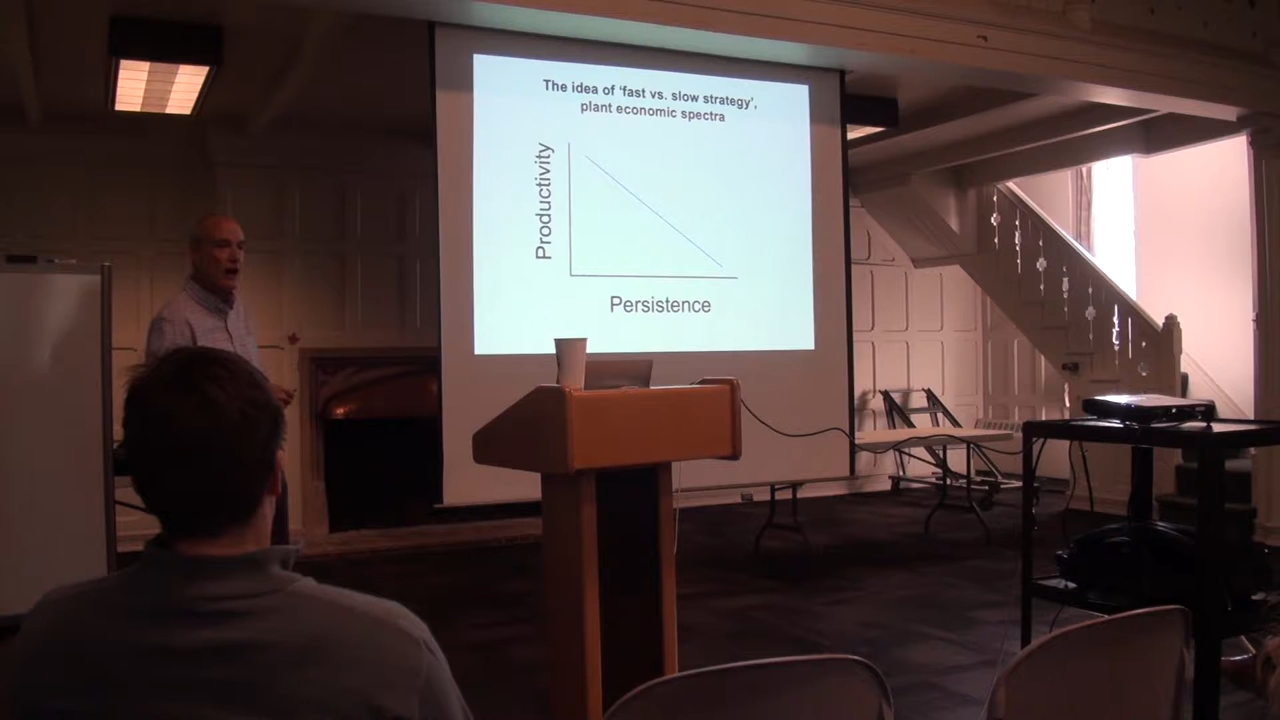 The idea of ‘fast vs. slow strategy’,
plant economic spectra
Productivity
Persistence